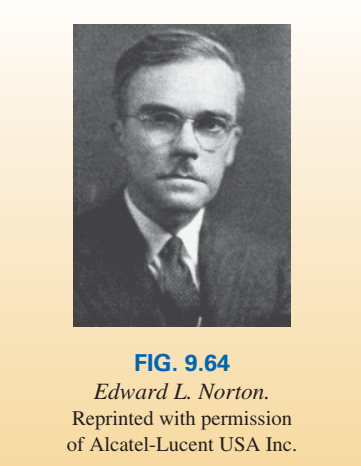 FIG. 9.64
Edward L. Norton.
Reprinted with permission
of Alcatel-Lucent USA Inc.